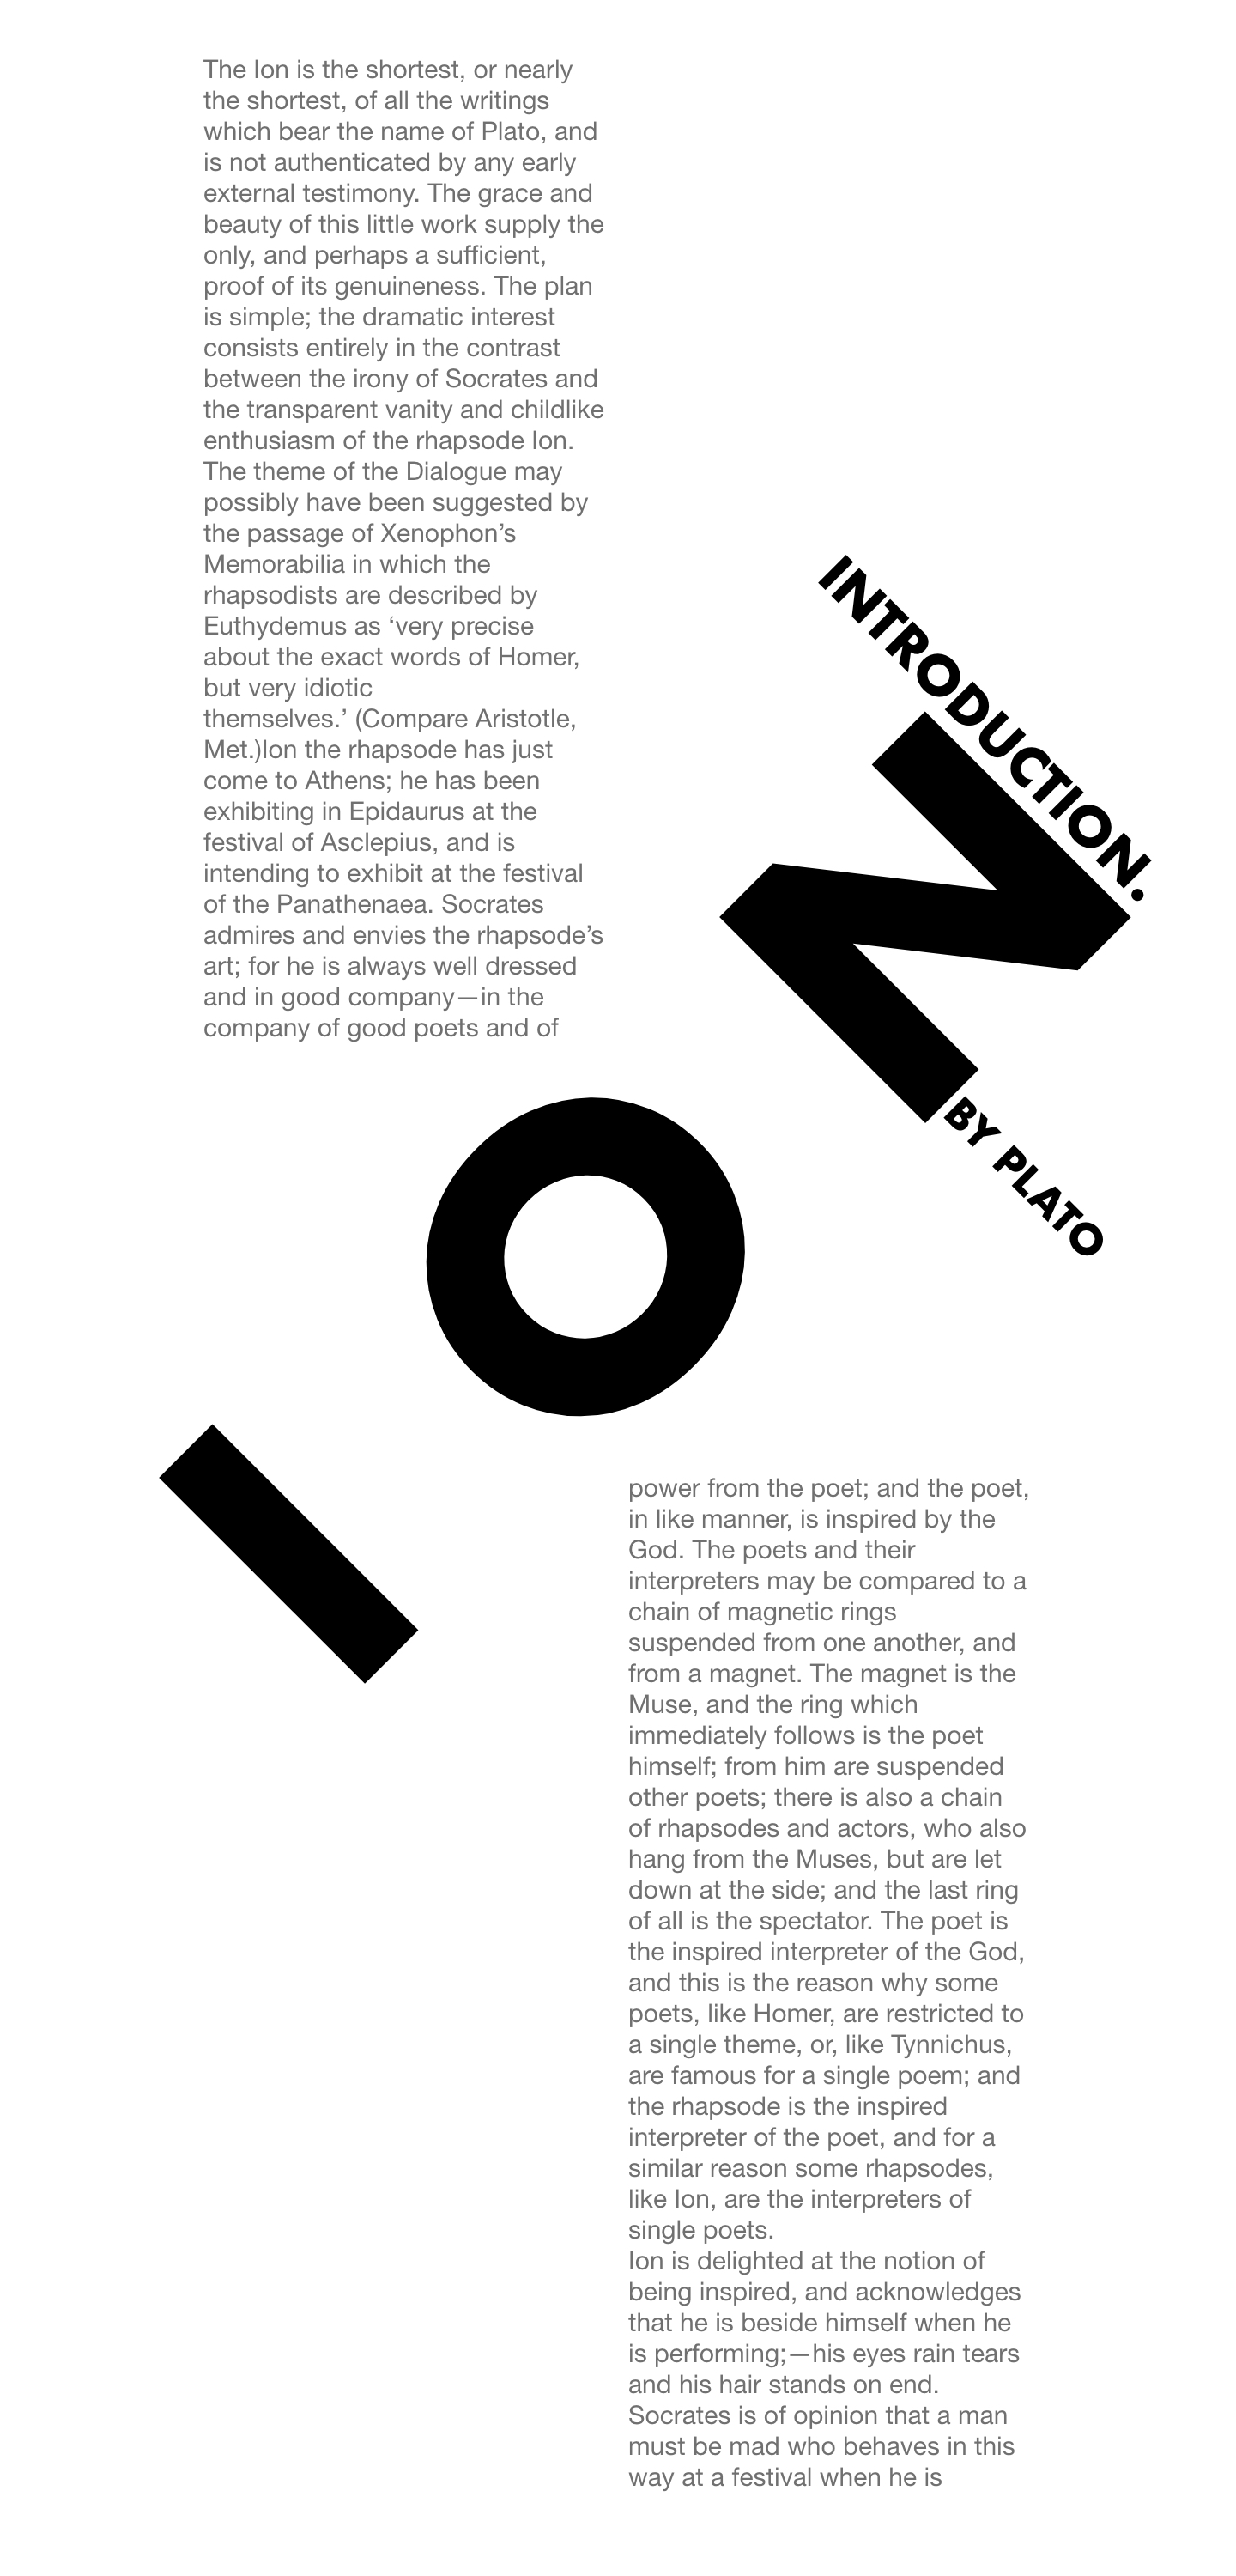 The Ion is the shortest, or nearly
the shortest, of all the writings
which bear the name of Plato, and
is not authenticated by any early
external testimony. The grace and
beauty of this little work supply the
only, and perhaps a sufficient,
proof of its genuineness. The plan
is simple; the dramatic interest
consists entirely in the contrast
between the irony of Socrates and
the transparent vanity and childlike
enthusiasm of the rhapsode Ion.
The theme of the Dialogue may
possibly have been suggested by
the passage of Xenophon’s
Memorabilia in which the
rhapsodists are described by
Euthydemus as ‘very precise
about the exact words of Homer,
but very idiotic
themselves.’ (Compare Aristotle,
Met.)Ion the rhapsode has just
come to Athens; he has been
exhibiting in Epidaurus at the
festival of Asclepius, and is
intending to exhibit at the festival
of the Panathenaea. Socrates
admires and envies the rhapsode’s
art; for he is always well dressed
and in good company—in the
company of good poets and of
INTRODUCTION.
ION
BY PLATO
power from the poet; and the poet,
in like manner, is inspired by the
God. The poets and their
interpreters may be compared to a
chain of magnetic rings
suspended from one another, and
from a magnet. The magnet is the
Muse, and the ring which
immediately follows is the poet
himself; from him are suspended
other poets; there is also a chain
of rhapsodes and actors, who also
hang from the Muses, but are let
down at the side; and the last ring
of all is the spectator. The poet is
the inspired interpreter of the God,
and this is the reason why some
poets, like Homer, are restricted to
a single theme, or, like Tynnichus,
are famous for a single poem; and
the rhapsode is the inspired
interpreter of the poet, and for a
similar reason some rhapsodes,
like Ion, are the interpreters of
single poets.
Ion is delighted at the notion of
being inspired, and acknowledges
that he is beside himself when he
is performing;—his eyes rain tears
and his hair stands on end.
Socrates is of opinion that a man
must be mad who behaves in this
way at a festival when he is